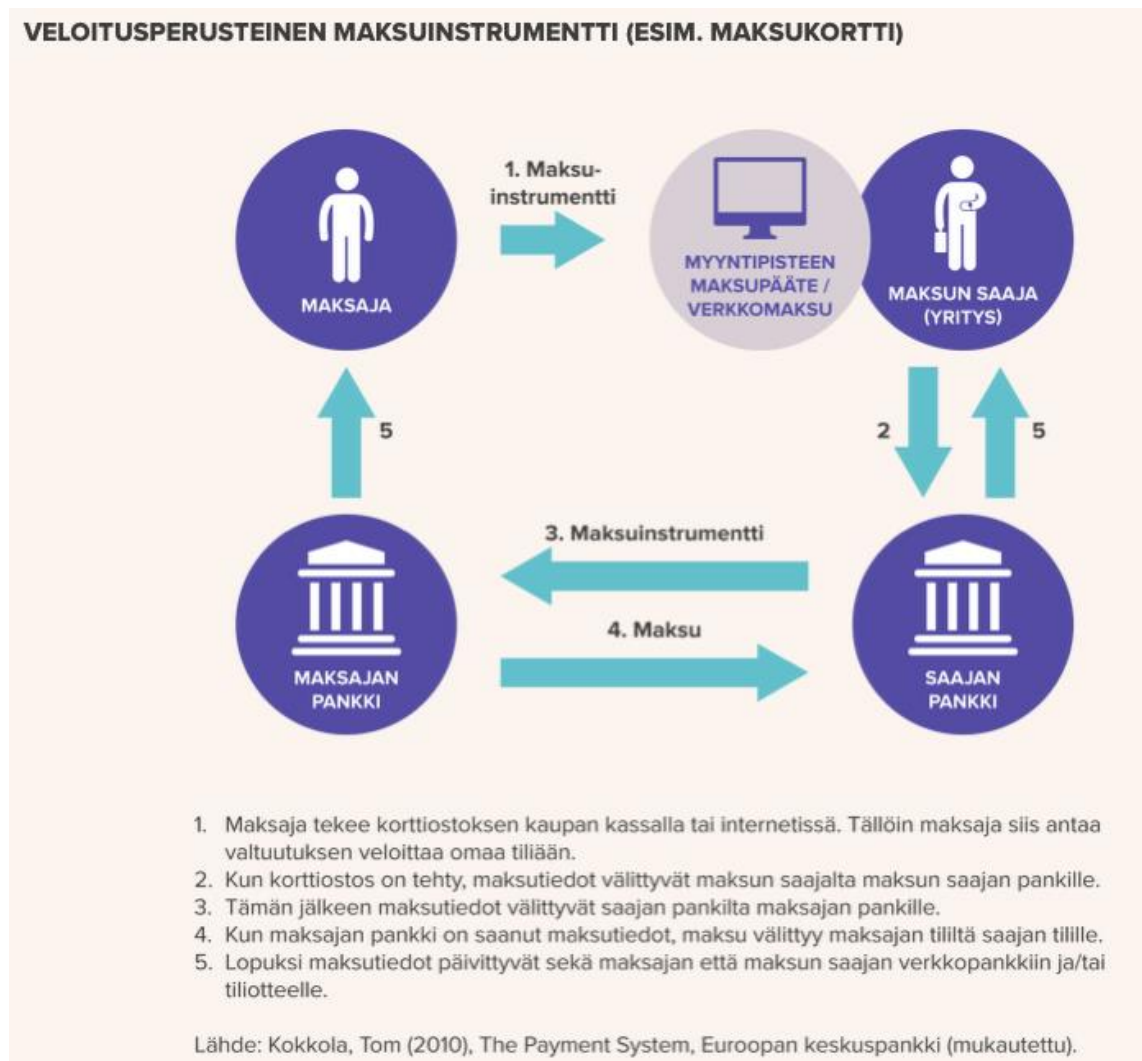 VELOITUSPERUSTEINEN MAKSUINSTRUMENTTI (ESIM. MAKSUKORTTI)
1. Maksu-
instrumentti
MAKSAJA
MYYNTIPISTEEN
MAKSUPÄÄTE /
VERKKOMAKSU
MAKSUN SAAJA
(YRITYS)
5
2
5
3. Maksuinstrumentti
4. Maksu
MAKSAJAN
PANKKI
SAAJAN
PANKKI
1. Maksaja tekee korttiostoksen kaupan kassalla tai internetissä. Tällöin maksaja siis antaa
valtuutuksen veloittaa omaa tiliään.
2. Kun korttiostos on tehty, maksutiedot välittyvät maksun saajalta maksun saajan pankille.
3. Tämän jälkeen maksutiedot välittyvät saajan pankilta maksajan pankille.
4. Kun maksajan pankki on saanut maksutiedot, maksu välittyy maksajan tililtä saajan tilille.
5. Lopuksi maksutiedot päivittyvät sekä maksajan että maksun saajan verkkopankkiin ja/tai
tiliotteelle.
Lähde: Kokkola, Tom (2010), The Payment System, Euroopan keskuspankki (mukautettu).